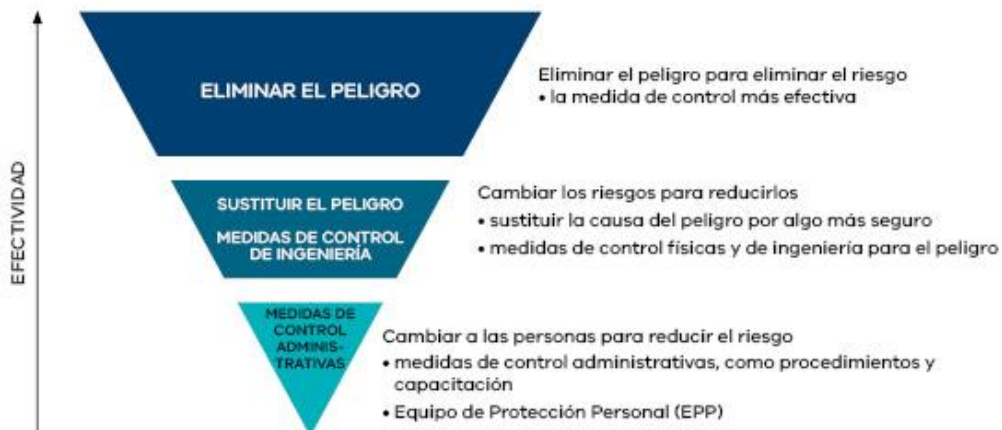 EFECTIVIDAD
ELIMINAR EL PELIGRO
Eliminar el peligro para eliminar el riesgo
• la medida de control más efectiva
SUSTITUIR EL PELIGRO
MEDIDAS DE CONTROL
DE INGENIERÍA
Cambiar los riesgos para reducirlos
• sustituir la causa del peligro por algo más seguro
• medidas de control físicas y de ingeniería para el peligro
MEDIDAS DE
CONTROL
ADMINIS-
TRATIVAS
Cambiar a las personas para reducir el riesgo
• medidas de control administrativas, como procedimientos y
capacitación
• Equipo de Protección Personal (EPP)